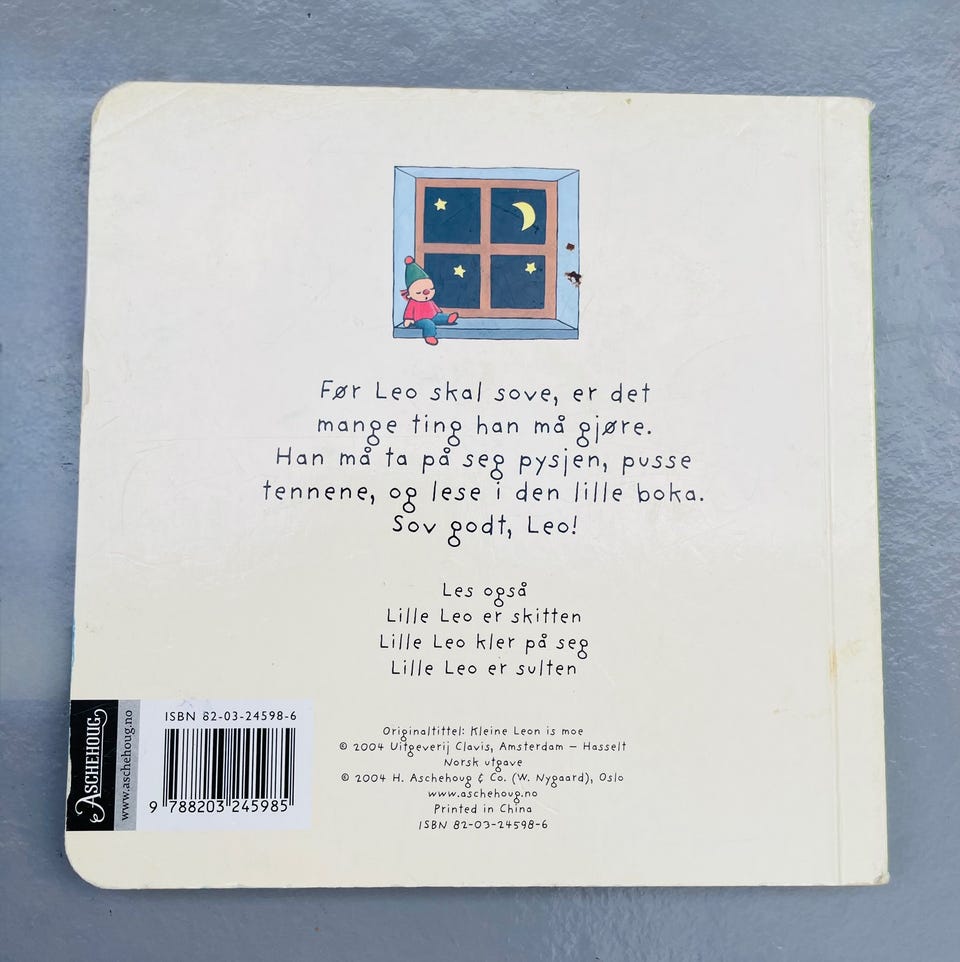 Før Leo skal sove, er det
mange ting han må gjøre.
Han må ta på seg pysjen, pusse
tennene, og lese i den lille boka.
Sov godt, Leo!
Les også
Lille Leo er skitten
Lille Leo kler på seg
Lille Leo er sulten
ASCHEHOUG
www.aschehoug.no
ISBN 82-03-24598-6
9 788203 245985
Originaltittel: Kleine Leon is moe
© 2004 Uitgeverij Clavis, Amsterdam – Hasselt
Norsk utgave
© 2004 H. Aschehoug & Co. (W. Nygaard), Oslo
www.aschehoug.no
Printed in China
ISBN 82-03-24598-6